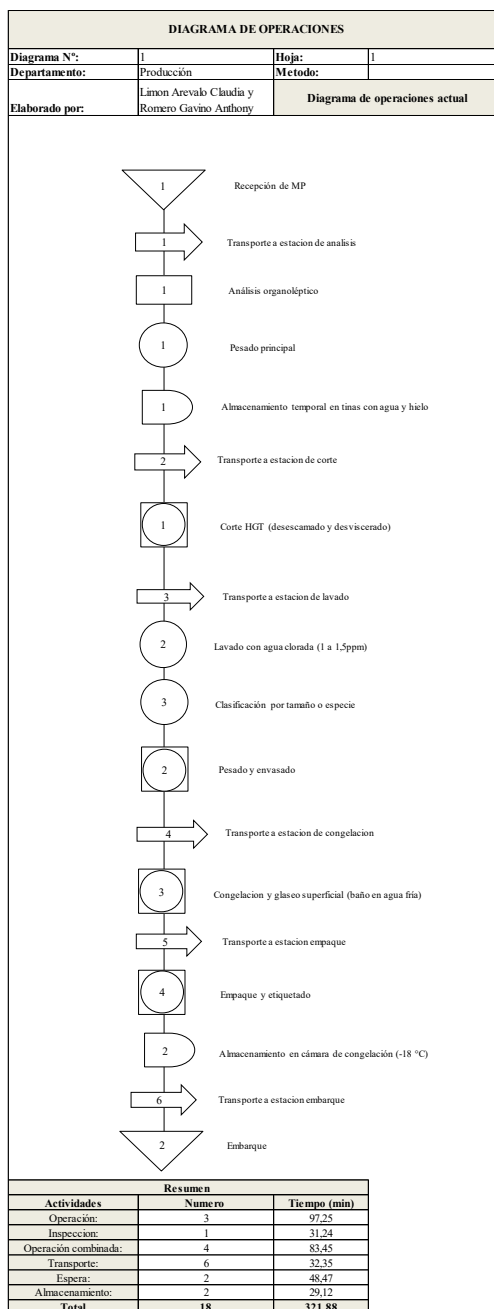 DIAGRAMA DE OPERACIONES
Diagrama N°: 1 Hoja: 1
Departamento: Producción Metodo:
Elaborado por: Limon Arevalo Claudia y
Romero Gavino Anthony
Diagrama de operaciones actual
1 Recepción de MP
1 Transporte a estacion de analisis
1 Análisis organoléptico
1 Pesado principal
1 Almacenamiento temporal en tinas con agua y hielo
2 Transporte a estacion de corte
1 Corte HGT (desescamado y desviscerado)
3 Transporte a estacion de lavado
2 Lavado con agua clorada (1 a 1,5ppm)
3 Clasificación por tamaño o especie
2 Pesado y envasado
4 Transporte a estacion de congelacion
3 Congelacion y glaseo superficial (baño en agua fría)
5 Transporte a estacion empaque
4 Empaque y etiquetado
2 Almacenamiento en cámara de congelación (-18 °C)
6 Transporte a estacion embarque
2 Embarque
Resumen
Actividades Numero Tiempo (min)
Operación: 3 97,25
Inspeccion: 1 31,24
Operación combinada: 4 83,45
Transporte: 6 32,35
Espera: 2 48,47
Almacenamiento: 2 29,12
Total 18 321,88